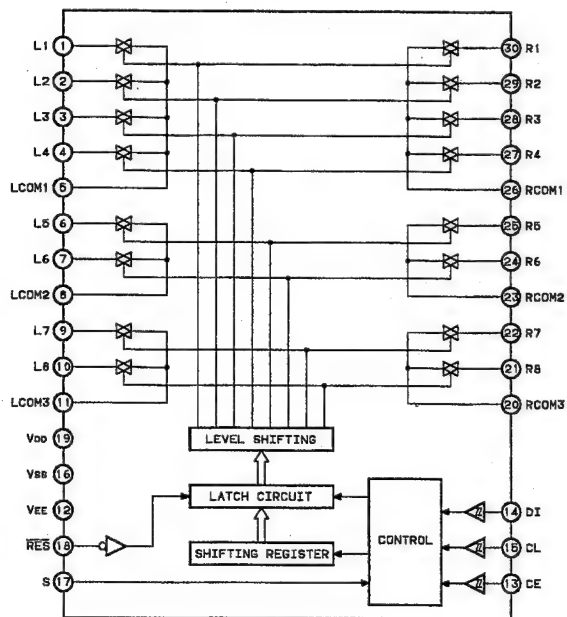 L1 1 30 R1
L2 2 29 R2
L3 3 28 R3
L4 4 27 R4
LCOM1 5 26 RCOM1
L5 6 25 R5
L6 7 24 R6
LCOM2 8 23 RCOM2
L7 9 22 R7
L8 10 21 R8
LCOM3 11 20 RCOM3
VDD 19 LEVEL SHIFTING
VSS 16
VEE 12 LATCH CIRCUIT 14 DI
RES 18 SHIFTING REGISTER CONTROL 15 CL
S 17 13 CE